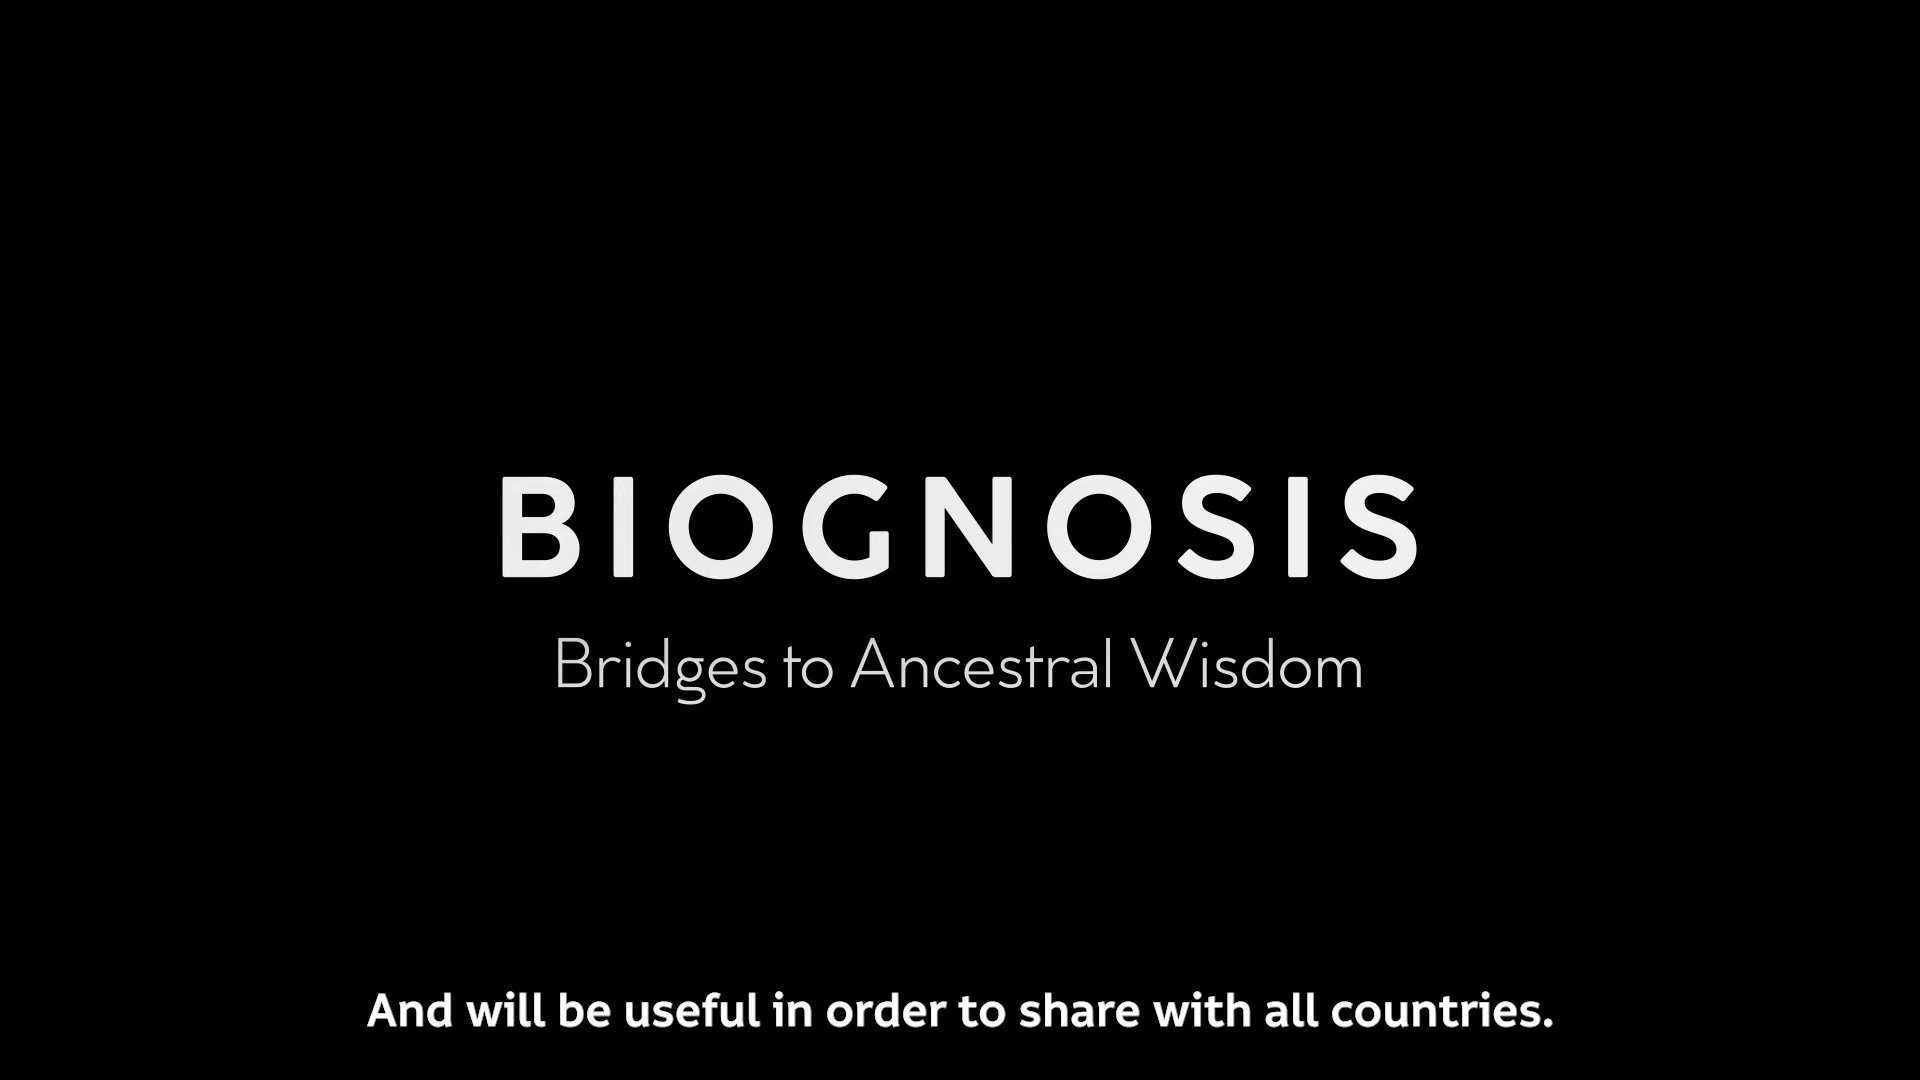 BIOGNOSIS
Bridges to Ancestral Wisdom
And will be useful in order to share with all countries.